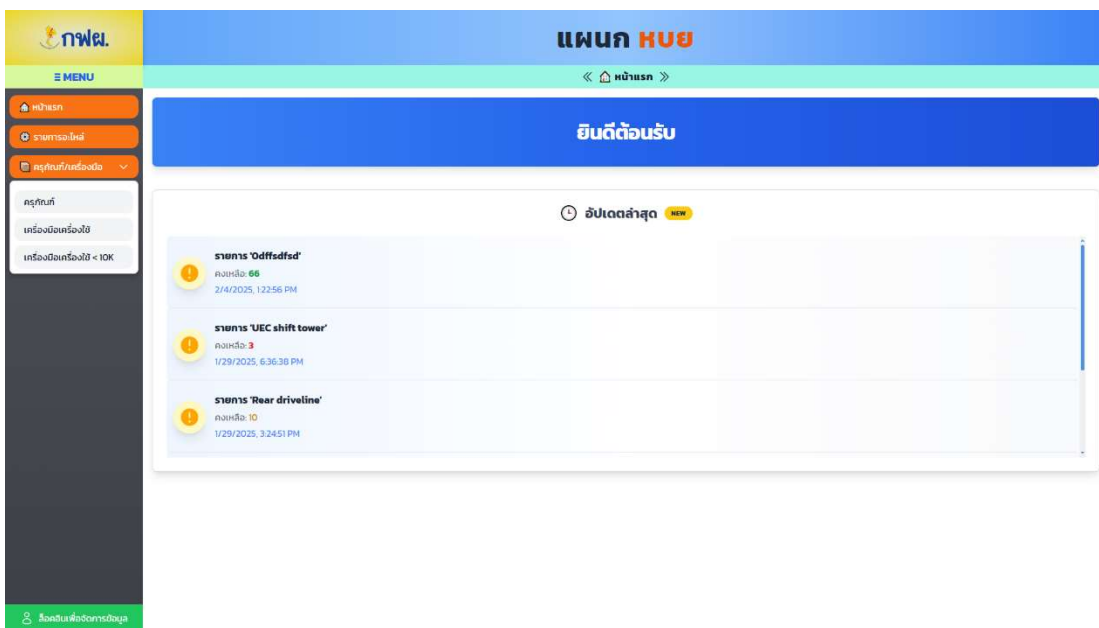 กฟผ.
แผนก หบย
≡ MENU
《 หน้าแรก 》
หน้าแรก
รายการอะไหล่
ครุภัณฑ์/เครื่องมือ
ครุภัณฑ์
เครื่องมือเครื่องใช้
เครื่องมือเครื่องใช้ < 10K
ยินดีต้อนรับ
อัปเดตล่าสุด NEW
รายการ 'Odffsdfsd'
คงเหลือ: 66
2/4/2025, 1:22:56 PM
รายการ 'UEC shift tower'
คงเหลือ: 3
1/29/2025, 6:36:38 PM
รายการ 'Rear driveline'
คงเหลือ: 10
1/29/2025, 3:24:51 PM
ล็อคอินเพื่อจัดการข้อมูล